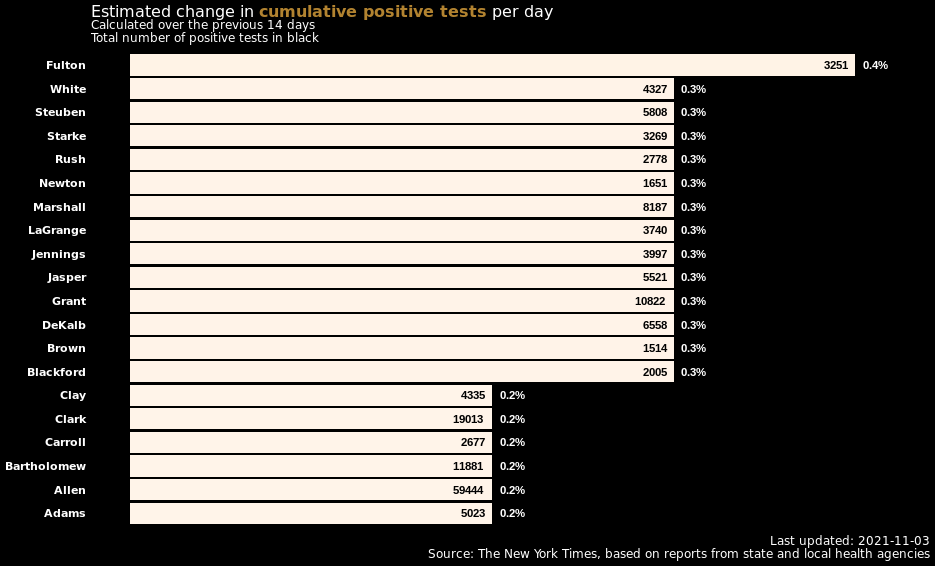 Estimated change in cumulative positive tests per day
Calculated over the previous 14 days
Total number of positive tests in black
Fulton 3251 0.4%
White 4327 0.3%
Steuben 5808 0.3%
Starke 3269 0.3%
Rush 2778 0.3%
Newton 1651 0.3%
Marshall 8187 0.3%
LaGrange 3740 0.3%
Jennings 3997 0.3%
Jasper 5521 0.3%
Grant 10822 0.3%
DeKalb 6558 0.3%
Brown 1514 0.3%
Blackford 2005 0.3%
Clay 4335 0.2%
Clark 19013 0.2%
Carroll 2677 0.2%
Bartholomew 11881 0.2%
Allen 59444 0.2%
Adams 5023 0.2%
Last updated: 2021-11-03
Source: The New York Times, based on reports from state and local health agencies